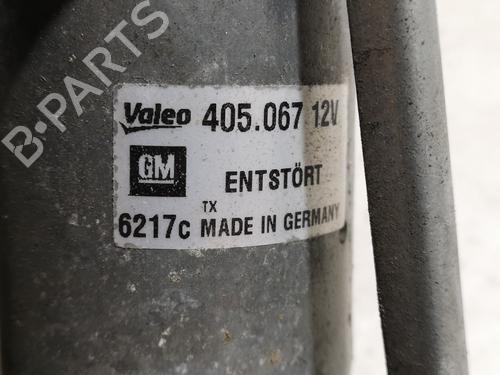 B-PARTS
Valeo 405.067 12V
GM ENTSTÖRT
TX
6217c MADE IN GERMANY